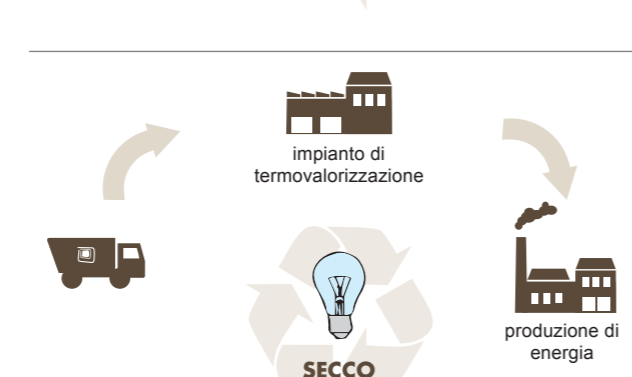 impianto di
termovalorizzazione
produzione di
energia
SECCO